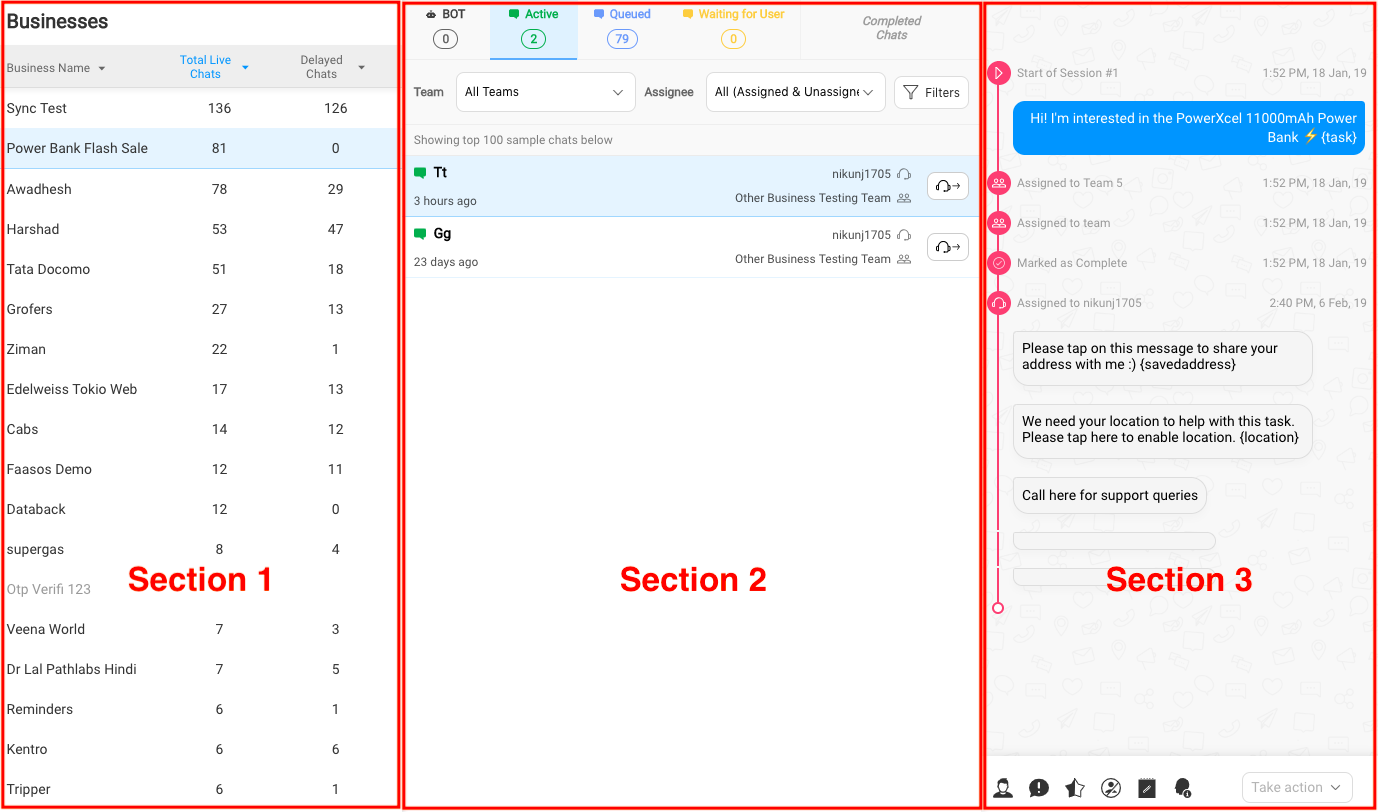 Businesses
Business Name
Total Live
Chats
Delayed
Chats
Sync Test 136 126
Power Bank Flash Sale 81 0
Awadhesh 78 29
Harshad 53 47
Tata Docomo 51 18
Grofers 27 13
Ziman 22 1
Edelweiss Tokio Web 17 13
Cabs 14 12
Faasos Demo 12 11
Databack 12 0
supergas 8 4
Otp Verifi 123
Section 1
Veena World 7 3
Dr Lal Pathlabs Hindi 7 5
Reminders 6 1
Kentro 6 6
Tripper 6 1
BOT
0
Active
2
Queued
79
Waiting for User
0
Completed
Chats
Team All Teams Assignee All (Assigned & Unassigne Filters
Showing top 100 sample chats below
Tt nikunj1705
3 hours ago Other Business Testing Team
Gg nikunj1705
23 days ago Other Business Testing Team
Section 2
Start of Session #1 1:52 PM, 18 Jan, 19
Hi! I'm interested in the PowerXcel 11000mAh Power
Bank ⚡{task}
Assigned to Team 5 1:52 PM, 18 Jan, 19
Assigned to team 1:52 PM, 18 Jan, 19
Marked as Complete 1:52 PM, 18 Jan, 19
Assigned to nikunj1705 2:40 PM, 6 Feb, 19
Please tap on this message to share your
address with me :) {savedaddress}
We need your location to help with this task.
Please tap here to enable location. {location}
Call here for support queries
Section 3
Take action